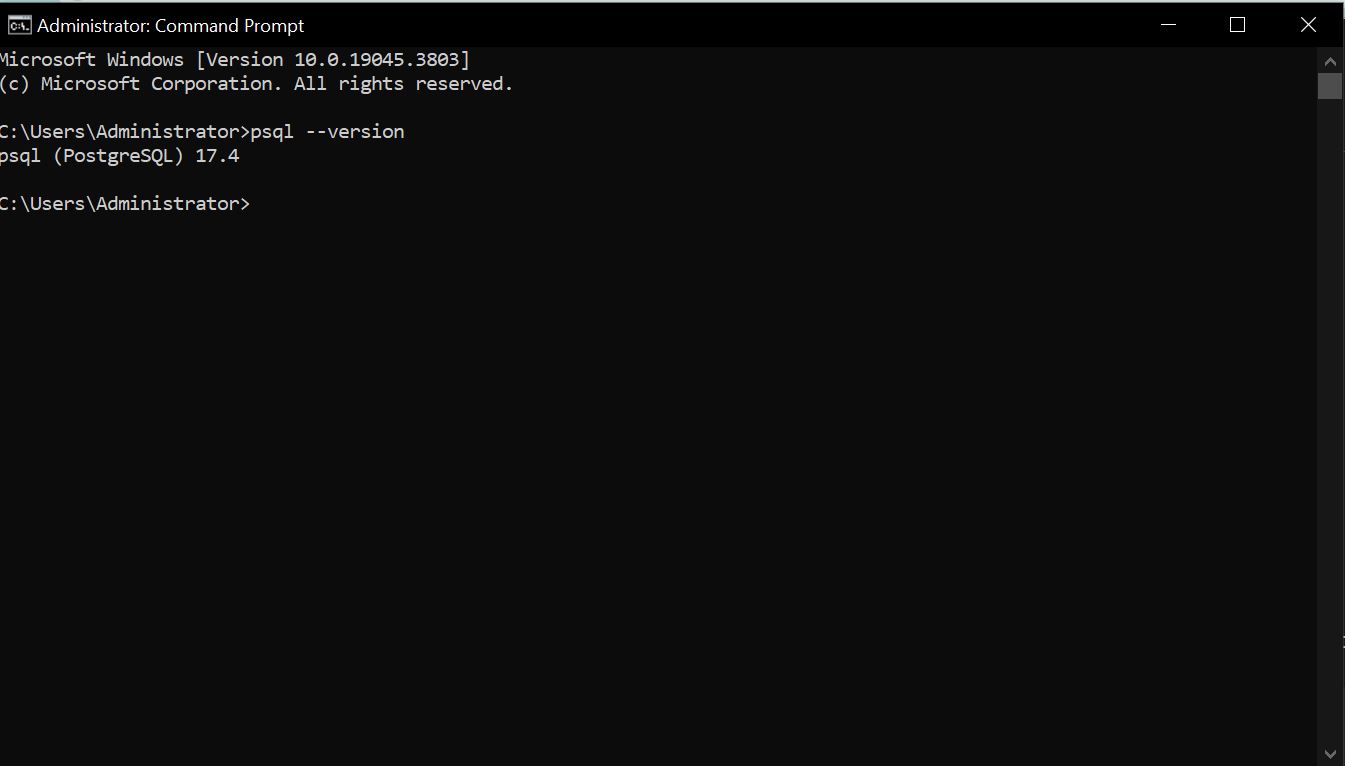 Administrator: Command Prompt
Microsoft Windows [Version 10.0.19045.3803]
(c) Microsoft Corporation. All rights reserved.
C:\Users\Administrator>psql --version
psql (PostgreSQL) 17.4
C:\Users\Administrator>